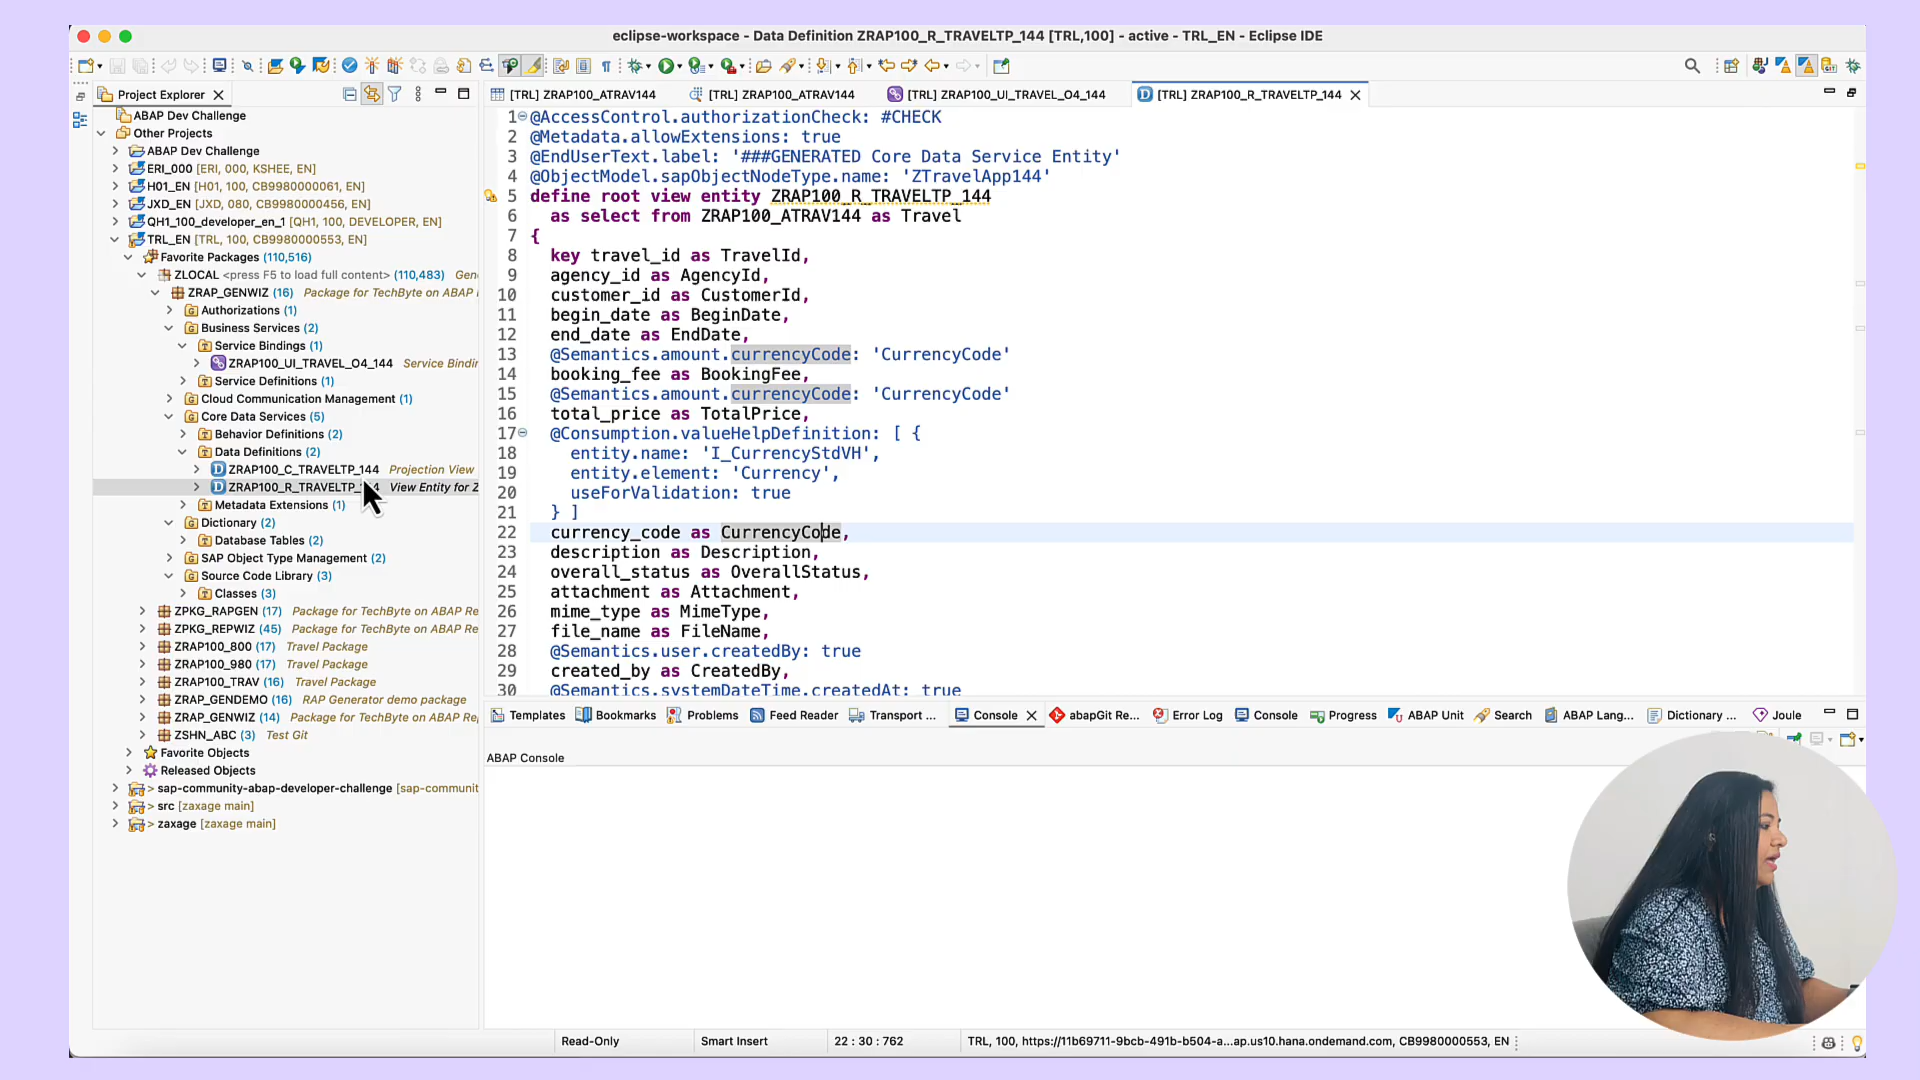 eclipse-workspace - Data Definition ZRAP100_R_TRAVELTP_144 [TRL,100] - active - TRL_EN - Eclipse IDE
Project Explorer
[TRL] ZRAP100_ATRAV144
[TRL] ZRAP100_ATRAV144
[TRL] ZRAP100_UI_TRAVEL_O4_144
[TRL] ZRAP100_R_TRAVELTP_144
ABAP Dev Challenge
Other Projects
ABAP Dev Challenge
ERI_000 [ERI, 000, KSHEE, EN]
H01_EN [H01, 100, CB9980000061, EN]
JXD_EN [JXD, 080, CB9980000456, EN]
QH1_100_developer_en_1 [QH1, 100, DEVELOPER, EN]
TRL_EN [TRL, 100, CB9980000553, EN]
Favorite Packages (110,516)
ZLOCAL <press F5 to load full content> (110,483)
ZRAP_GENWIZ (16) Package for TechByte on ABAP
Authorizations (1)
Business Services (2)
Service Bindings (1)
ZRAP100_UI_TRAVEL_O4_144 Service
Service Definitions (1)
Cloud Communication Management (1)
Core Data Services (5)
Behavior Definitions (2)
Data Definitions (2)
ZRAP100_C_TRAVELTP_144 Projection View
ZRAP100_R_TRAVELTP_ View Entity for Z
Metadata Extensions (1)
Dictionary (2)
Database Tables (2)
SAP Object Type Management (2)
Source Code Library (3)
Classes (3)
ZPKG_RAPGEN (17) Package for TechByte on ABAP Re
ZPKG_REPWIZ (45) Package for TechByte on ABAP Re
ZRAP100_800 (17) Travel Package
ZRAP100_980 (17) Travel Package
ZRAP100_TRAV (16) Travel Package
ZRAP_GENDEMO (16) RAP Generator demo package
ZRAP_GENWIZ (14) Package for TechByte on ABAP Re
ZSHN_ABC (3) Test Git
Favorite Objects
Released Objects
> sap-community-abap-developer-challenge [sap-communit
> src [zaxage main]
> zaxage [zaxage main]
1 @AccessControl.authorizationCheck: #CHECK
2 @Metadata.allowExtensions: true
3 @EndUserText.label: '###GENERATED Core Data Service Entity'
4 @ObjectModel.sapObjectNodeType.name: 'ZTravelApp144'
5 define root view entity ZRAP100_R_TRAVELTP_144
6 as select from ZRAP100_ATRAV144 as Travel
7 {
8 key travel_id as TravelId,
9 agency_id as AgencyId,
10 customer_id as CustomerId,
11 begin_date as BeginDate,
12 end_date as EndDate,
13 @Semantics.amount.currencyCode: 'CurrencyCode'
14 booking_fee as BookingFee,
15 @Semantics.amount.currencyCode: 'CurrencyCode'
16 total_price as TotalPrice,
17 @Consumption.valueHelpDefinition: [ {
18 entity.name: 'I_CurrencyStdVH',
19 entity.element: 'Currency',
20 useForValidation: true
21 } ]
22 currency_code as CurrencyCode,
23 description as Description,
24 overall_status as OverallStatus,
25 attachment as Attachment,
26 mime_type as MimeType,
27 file_name as FileName,
28 @Semantics.user.createdBy: true
29 created_by as CreatedBy,
30 @Semantics.systemDateTime.createdAt: true
Templates
Bookmarks
Problems
Feed Reader
Transport ...
Console
abapGit Re...
Error Log
Console
Progress
ABAP Unit
Search
ABAP Lang...
Dictionary ...
Joule
ABAP Console
Read-Only
Smart Insert
22 : 30 : 762
TRL, 100, https://11b69711-9bcb-491b-b504-a...ap.us10.hana.ondemand.com, CB9980000553, EN